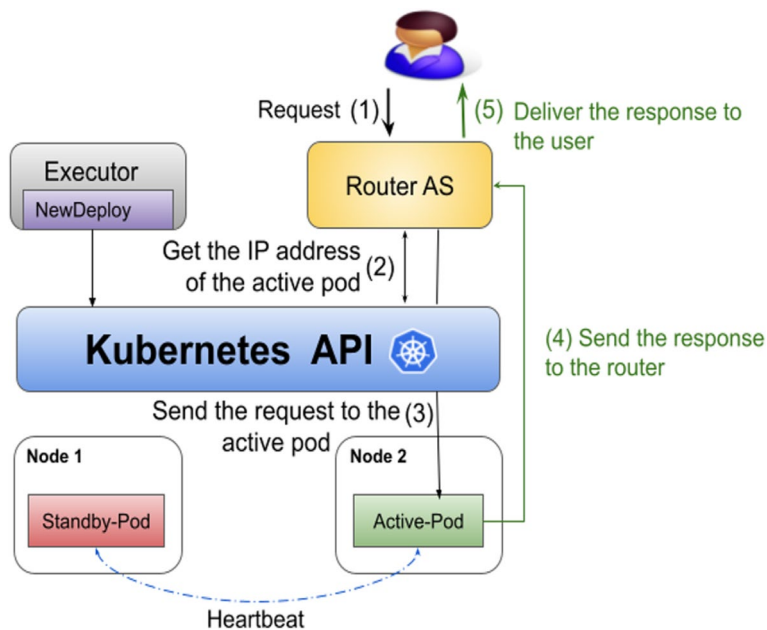 Request (1)
(5) Deliver the response to
the user
Executor
NewDeploy
Router AS
Get the IP address
of the active pod
(2)
Kubernetes API
(4) Send the response
to the router
Send the request to the
active pod
(3)
Node 1
Node 2
Standby-Pod
Active-Pod
Heartbeat